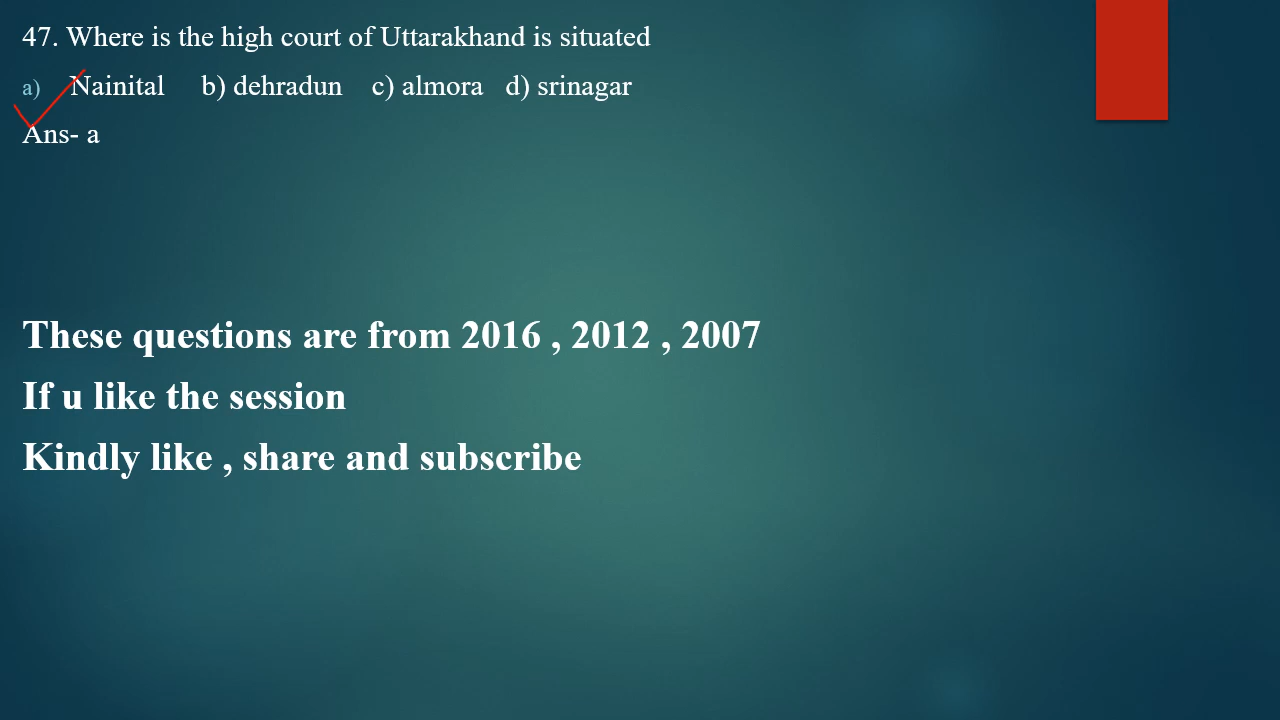 47. Where is the high court of Uttarakhand is situated
a) Nainital b) dehradun c) almora d) srinagar
Ans- a
These questions are from 2016 , 2012 , 2007
If u like the session
Kindly like , share and subscribe